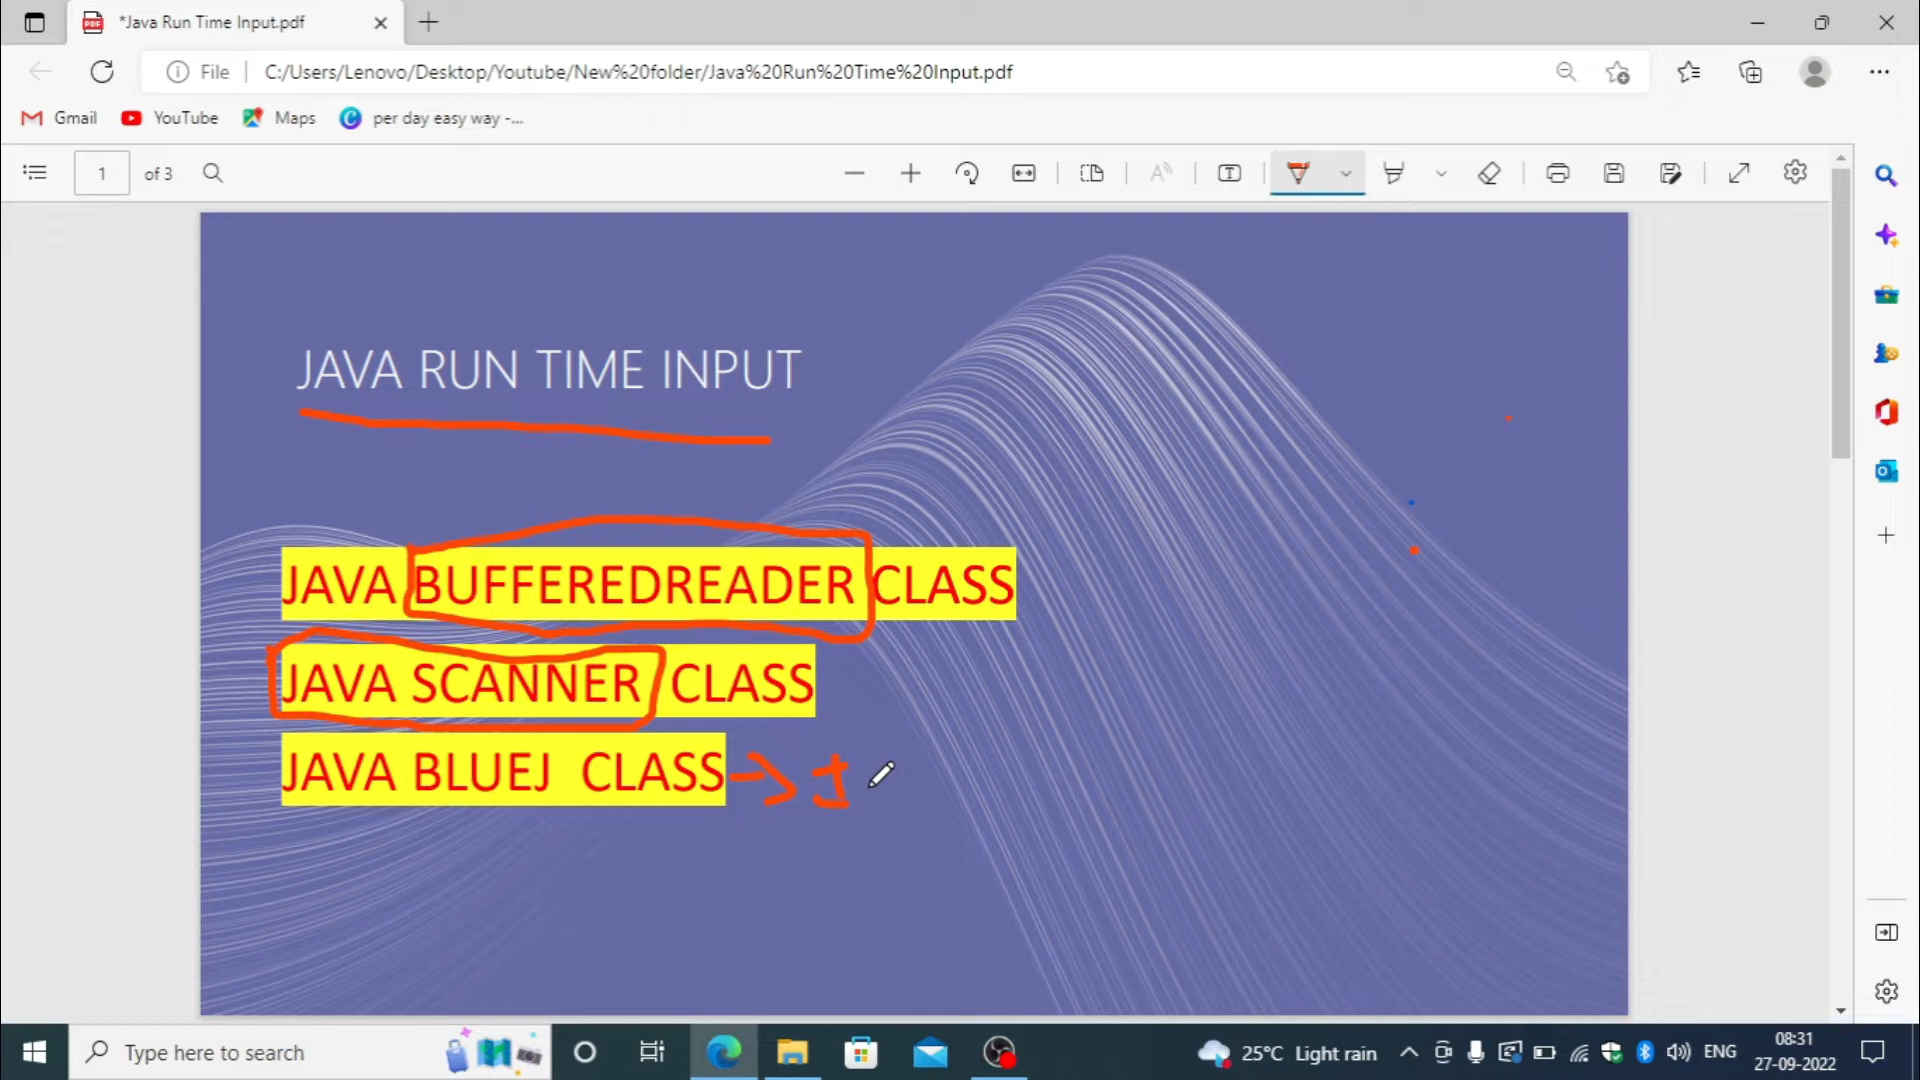 *Java Run Time Input.pdf
File
C:/Users/Lenovo/Desktop/Youtube/New%20folder/Java%20Run%20Time%20Input.pdf
Gmail
YouTube
Maps
per day easy way -...
1 of 3
JAVA RUN TIME INPUT
JAVA BUFFEREDREADER CLASS
JAVA SCANNER CLASS
JAVA BLUEJ CLASS
Type here to search
25°C Light rain
ENG
08:31
27-09-2022